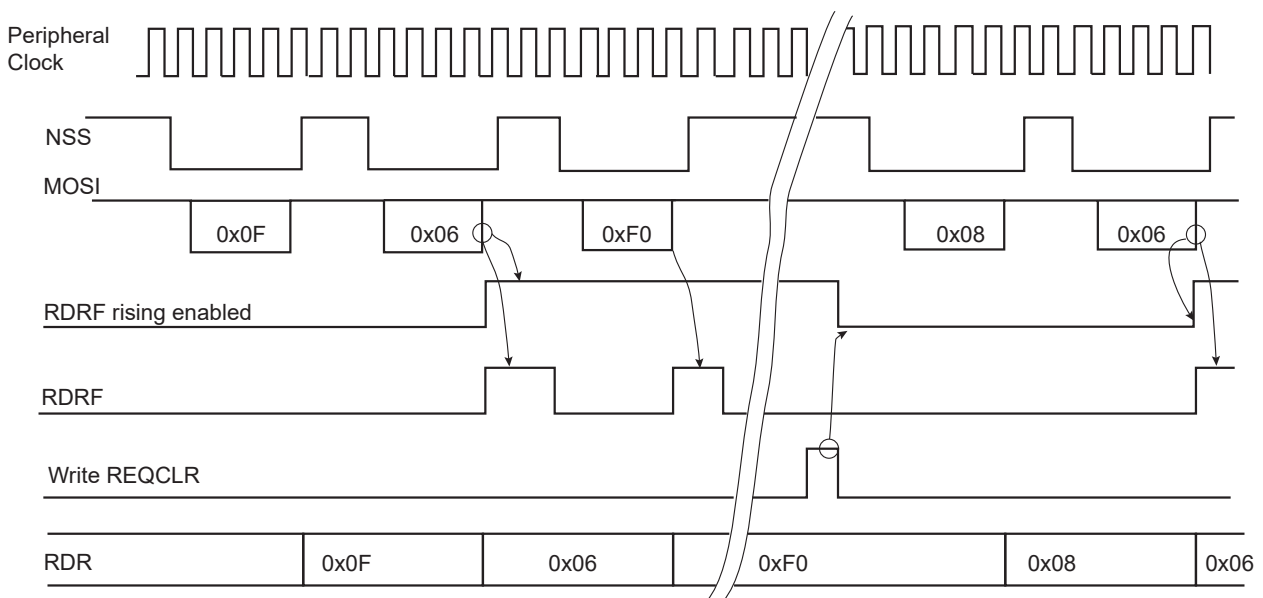 Peripheral
Clock
NSS
MOSI
0x0F 0x06 0xF0 0x08 0x06
RDRF rising enabled
RDRF
Write REQCLR
RDR 0x0F 0x06 0xF0 0x08 0x06